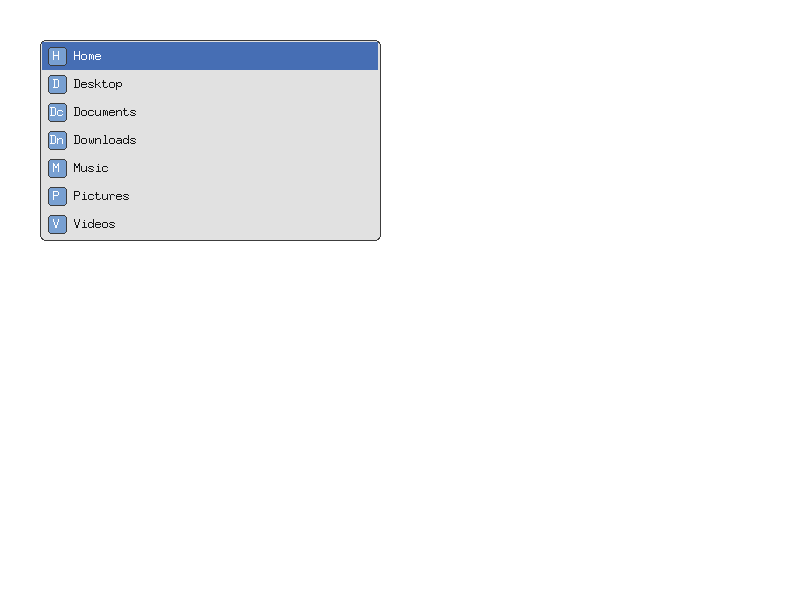 H Home
D Desktop
Dc Documents
Dn Downloads
M Music
P Pictures
V Videos